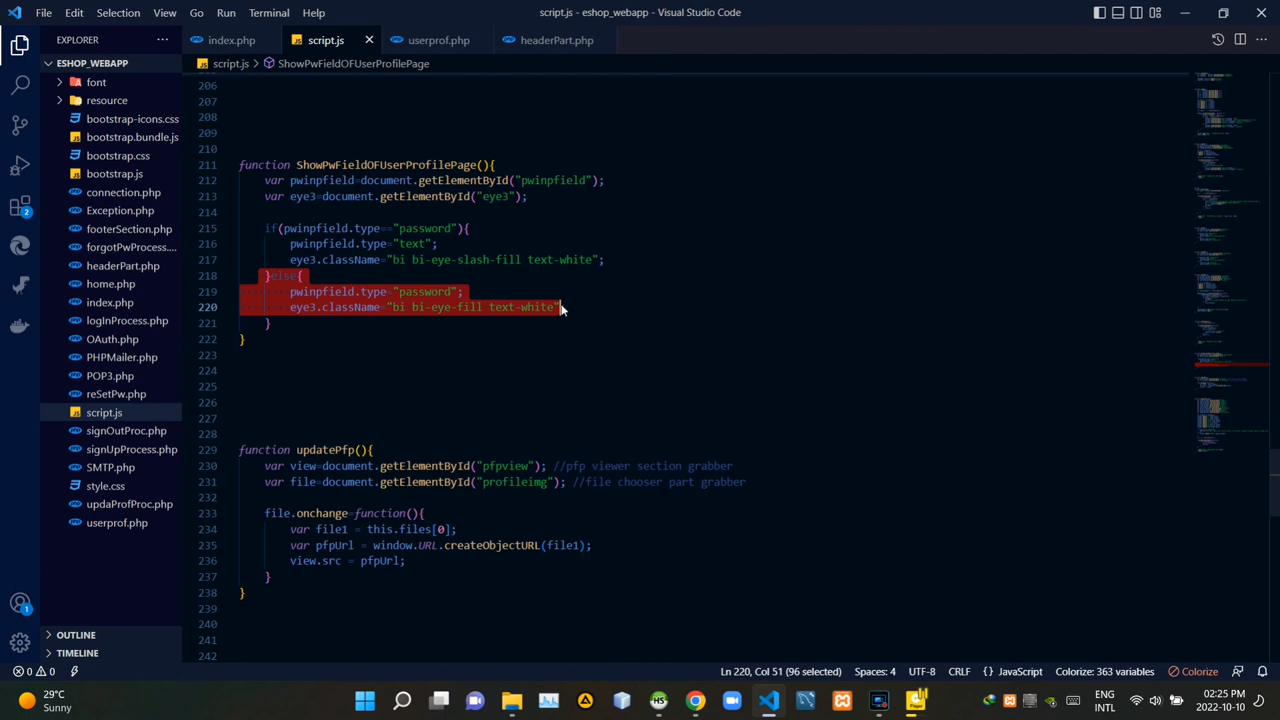 File Edit Selection View Go Run Terminal Help
script.js - eshop_webapp - Visual Studio Code
EXPLORER
index.php
script.js
userprof.php
headerPart.php
script.js > ShowPwFieldOFUserProfilePage
ESHOP_WEBAPP
font
resource
bootstrap-icons.css
bootstrap.bundle.js
bootstrap.css
bootstrap.js
connection.php
Exception.php
footerSection.php
forgotPwProcess....
headerPart.php
home.php
index.php
logInProcess.php
OAuth.php
PHPMailer.php
POP3.php
reSetPw.php
script.js
signOutProc.php
signUpProcess.php
SMTP.php
style.css
updaProfProc.php
userprof.php
OUTLINE
TIMELINE
2
1
206
207
208
209
210
211 function ShowPwFieldOFUserProfilePage(){
212 var pwinpfield=document.getElementById("pwinpfield");
213 var eye3=document.getElementById("eye3");
214
215 if(pwinpfield.type=="password"){
216 pwinpfield.type="text";
217 eye3.className="bi bi-eye-slash-fill text-white";
218 }else{
219 pwinpfield.type="password";
220 eye3.className="bi bi-eye-fill text-white"
221 }
222 }
223
224
225
226
227
228
229 function updatePfp(){
230 var view=document.getElementById("pfpview"); //pfp viewer section grabber
231 var file=document.getElementById("profileimg"); //file chooser part grabber
232
233 file.onchange=function(){
234 var file1 = this.files[0];
235 var pfpUrl = window.URL.createObjectURL(file1);
236 view.src = pfpUrl;
237 }
238 }
239
240
241
242
0 0
Ln 220, Col 51 (96 selected) Spaces: 4 UTF-8 CRLF {} JavaScript Colorize: 363 variables Colorize
29°C
Sunny
ENG
INTL
02:25 PM
2022-10-10